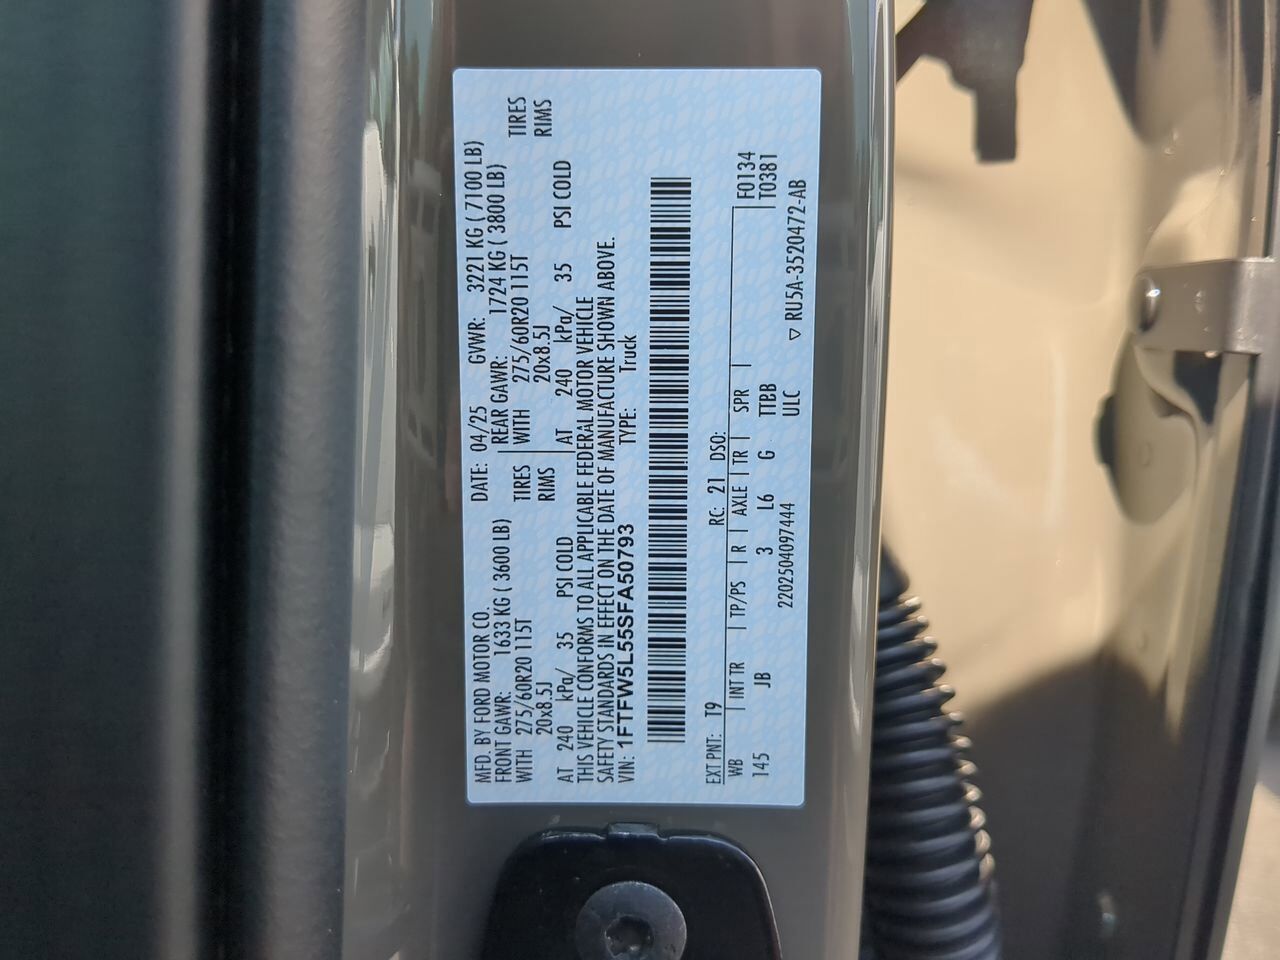 MFD. BY FORD MOTOR CO. DATE: 04/25 GVWR: 3221 KG ( 7100 LB)
FRONT GAWR: 1633 KG ( 3600 LB) REAR GAWR: 1724 KG ( 3800 LB)
WITH 275/60R20 115T TIRES WITH 275/60R20 115T TIRES
20x8.5J RIMS 20x8.5J RIMS
AT 240 kPa/ 35 PSI COLD AT 240 kPa/ 35 PSI COLD
THIS VEHICLE CONFORMS TO ALL APPLICABLE FEDERAL MOTOR VEHICLE
SAFETY STANDARDS IN EFFECT ON THE DATE OF MANUFACTURE SHOWN ABOVE.
VIN: 1FTFW5L55SFA50793 TYPE: Truck
EXT PNT: T9 RC: 21 DSO: F0134
WB | INT TR | TP/PS | R | AXLE | TR | SPR | T0381
145 JB 3 L6 G TTBB
2202504097444 ULC ▽ RU5A-3520472-AB